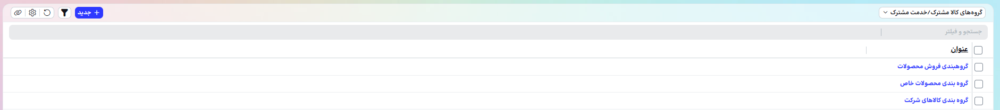 گروه‌های کالا مشترک/خدمت مشترک
جدید +
جستجو و فیلتر
عنوان
گروهبندی فروش محصولات
گروه بندی محصولات خاص
گروه بندی کالاهای شرکت